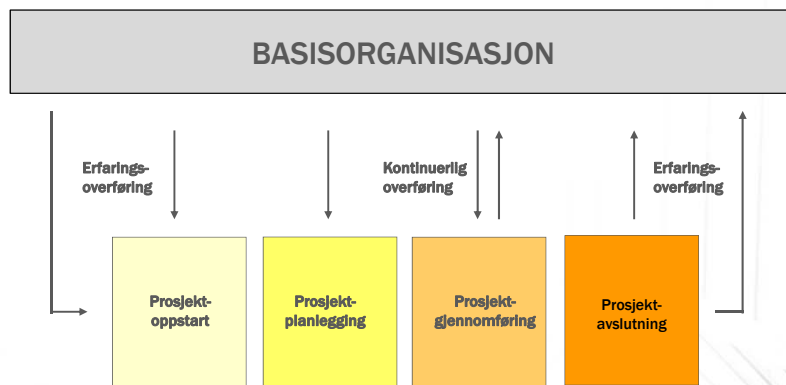 BASISORGANISASJON
Erfarings-
overføring
Kontinuerlig
overføring
Erfarings-
overføring
Prosjekt-
oppstart
Prosjekt-
planlegging
Prosjekt-
gjennomføring
Prosjekt-
avslutning